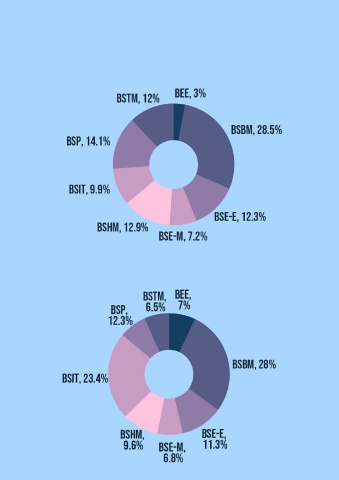 BEE, 3%
BSTM, 12%
BSBM, 28.5%
BSP, 14.1%
BSIT, 9.9%
BSE-E, 12.3%
BSHM, 12.9%
BSE-M, 7.2%
BSTM,
6.5%
BEE,
7%
BSP,
12.3%
BSBM, 28%
BSIT, 23.4%
BSHM,
9.6%
BSE-M,
6.8%
BSE-E,
11.3%